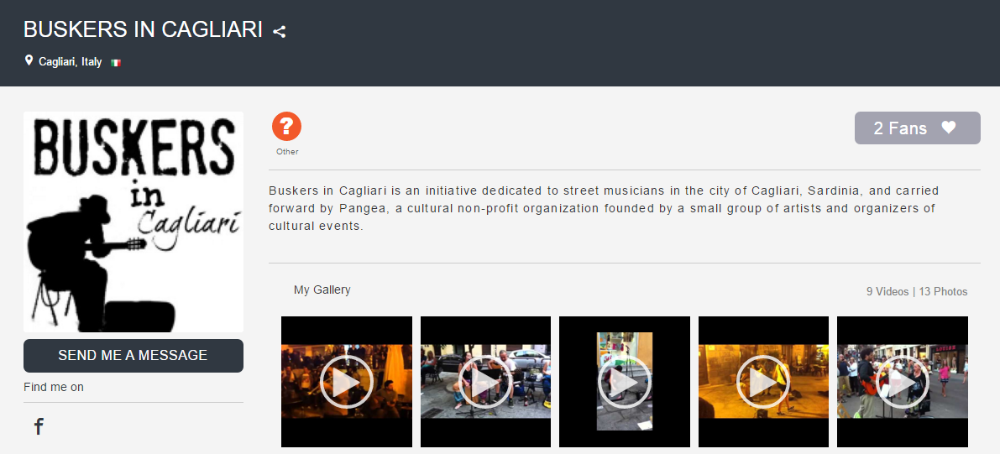 BUSKERS IN CAGLIARI
Cagliari, Italy
BUSKERS
in
Cagliari
SEND ME A MESSAGE
Find me on
f
?
Other
2 Fans
Buskers in Cagliari is an initiative dedicated to street musicians in the city of Cagliari, Sardinia, and carried
forward by Pangea, a cultural non-profit organization founded by a small group of artists and organizers of
cultural events.
My Gallery
9 Videos | 13 Photos